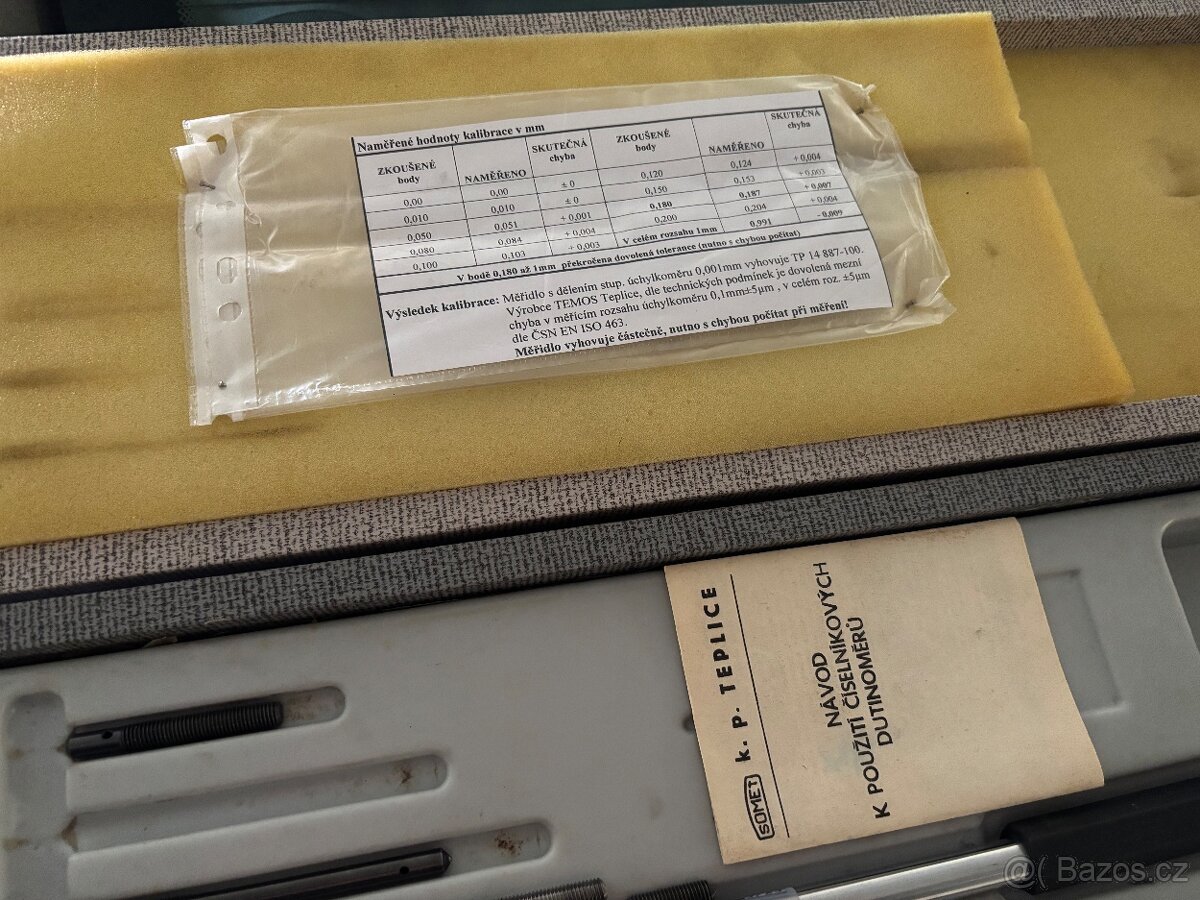 Naměřené hodnoty kalibrace v mm
ZKOUŠENÉ body NAMĚŘENO SKUTEČNÁ chyba ZKOUŠENÉ body NAMĚŘENO SKUTEČNÁ chyba
0,00 0,00 ± 0 0,120 0,124 + 0,004
0,010 0,010 ± 0 0,150 0,153 + 0,003
0,050 0,051 + 0,001 0,180 0,187 + 0,007
0,080 0,084 + 0,004 0,200 0,204 + 0,004
0,100 0,103 + 0,003 V celém rozsahu 1mm 0,991 - 0,009
V bodě 0,180 až 1mm překročena dovolená tolerance (nutno s chybou počítat)
Výsledek kalibrace: Měřidlo s dělením stup. úchylkoměru 0,001mm vyhovuje TP 14 887-100.
Výrobce TEMOS Teplice, dle technických podmínek je dovolená mezní
chyba v měřicím rozsahu úchylkoměru 0,1mm±5µm , v celém roz. ±5µm
dle ČSN EN ISO 463.
Měřidlo vyhovuje částečně, nutno s chybou počítat při měření!
SOMET k. p. TEPLICE
NÁVOD
K POUŽITÍ ČÍSELNÍKOVÝCH
DUTINOMĚRŮ
@( Bazos.cz